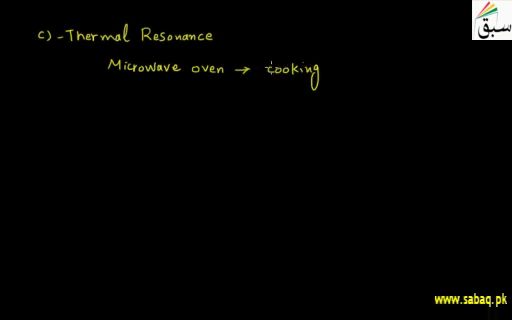 سبق
c) - Thermal Resonance
Microwave oven → cooking
www.sabaq.pk